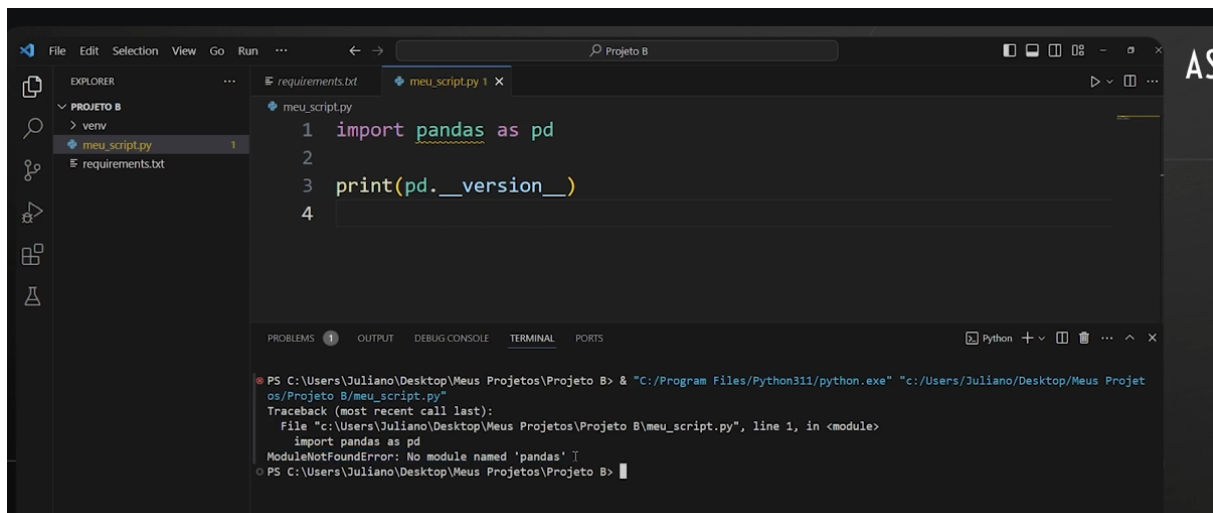 File Edit Selection View Go Run ... Projeto B
AS
EXPLORER ...
PROJETO B
venv
meu_script.py 1
requirements.txt
requirements.txt meu_script.py 1
meu_script.py
1 import pandas as pd
2
3 print(pd.__version__)
4
PROBLEMS 1 OUTPUT DEBUG CONSOLE TERMINAL PORTS Python
PS C:\Users\Juliano\Desktop\Meus Projetos\Projeto B> & "C:/Program Files/Python311/python.exe" "c:/Users/Juliano/Desktop/Meus Projet
os/Projeto B/meu_script.py"
Traceback (most recent call last):
File "c:\Users\Juliano\Desktop\Meus Projetos\Projeto B\meu_script.py", line 1, in <module>
import pandas as pd
ModuleNotFoundError: No module named 'pandas'
PS C:\Users\Juliano\Desktop\Meus Projetos\Projeto B>